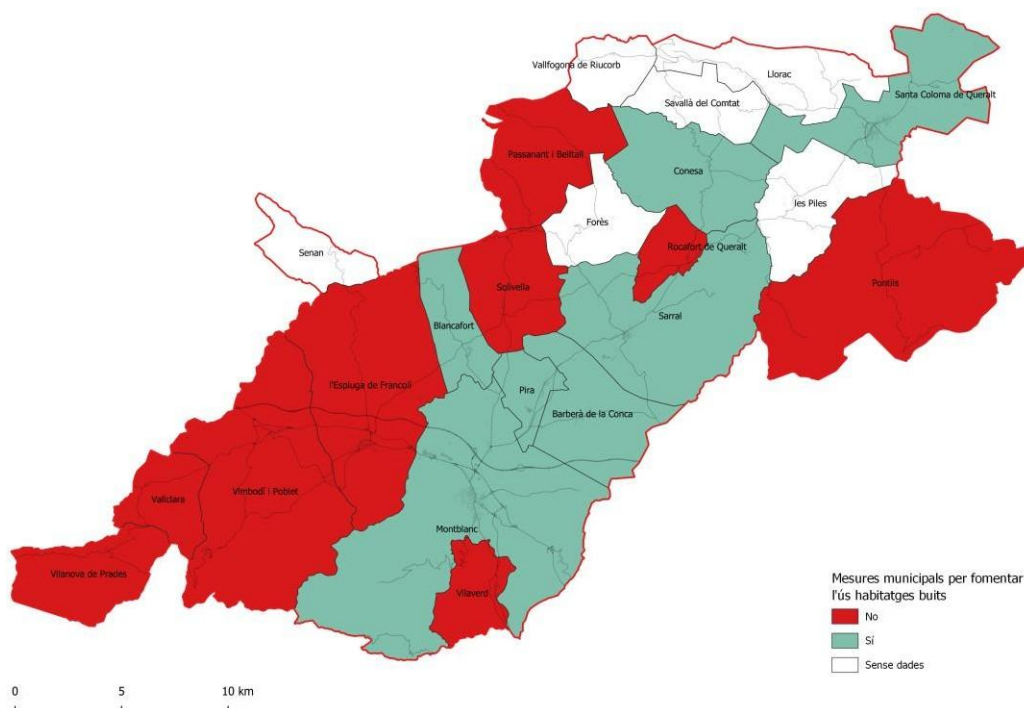 Vallfogona de Riucorb
Llorac
Savallà del Comtat
Santa Coloma de Queralt
Passanant i Belltall
Conesa
les Piles
Forès
Rocafort de Queralt
Senan
Solivella
Pontils
Sarral
Blancafort
l'Espluga de Francolí
Pira
Barberà de la Conca
Vallclara
Vimbodí i Poblet
Montblanc
Vilanova de Prades
Vilaverd
Mesures municipals per fomentar
l'ús habitatges buits
No
Sí
Sense dades
0 5 10 km